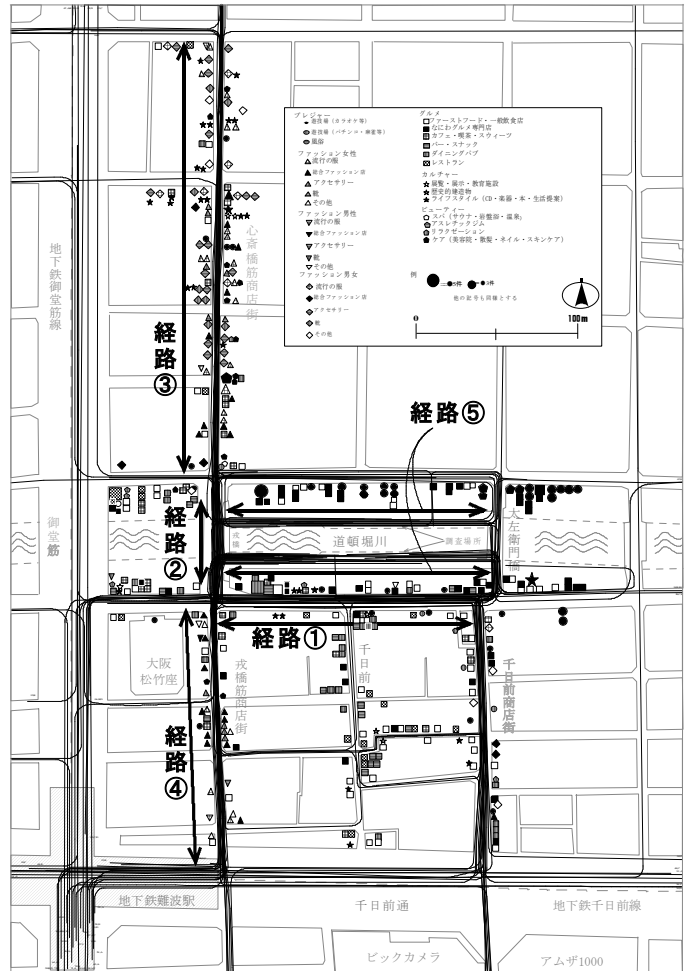 プレジャー
遊技場(カラオケ等)
遊技場(パチンコ・麻雀等)
風俗
ファッション女性
流行の服
総合ファッション店
アクセサリー
靴
その他
ファッション男性
流行の服
総合ファッション店
アクセサリー
靴
その他
ファッション男女
流行の服
総合ファッション店
アクセサリー
靴
その他
グルメ
ファーストフード・一般飲食店
なにわグルメ専門店
カフェ・喫茶・スウィーツ
バー・スナック
ダイニングパブ
レストラン
カルチャー
展覧・展示・教育施設
歴史的建造物
ライフスタイル(CD・楽器・本・生活提案)
ビューティー
スパ(サウナ・岩盤浴・温泉)
アスレチックジム
リラクゼーション
ケア(美容院・散髪・ネイル・スキンケア)
例
5件
3件
他の記号も同様とする
0
100m
心斎橋筋商店街
地下鉄御堂筋線
経路③
経路⑤
御堂筋
経路②
戎橋
道頓堀川
調査場所
太左衛門橋
経路①
大阪
松竹座
戎橋筋商店街
千日前
千日前商店街
経路④
地下鉄難波駅
千日前通
地下鉄千日前線
ビックカメラ
アムザ1000